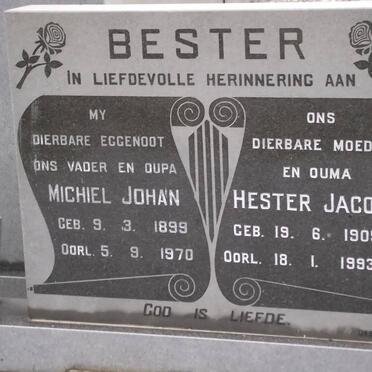 BESTER
IN LIEFDEVOLLE HERINNERING AAN
MY
DIERBARE EGGENOOT
ONS VADER EN OUPA
MICHIEL JOHAN
GEB. 9. 3. 1899
OORL. 5. 9. 1970
ONS
DIERBARE MOED
EN OUMA
HESTER JACO
GEB. 19. 6. 190
OORL. 18. 1. 1993
GOD IS LIEFDE.